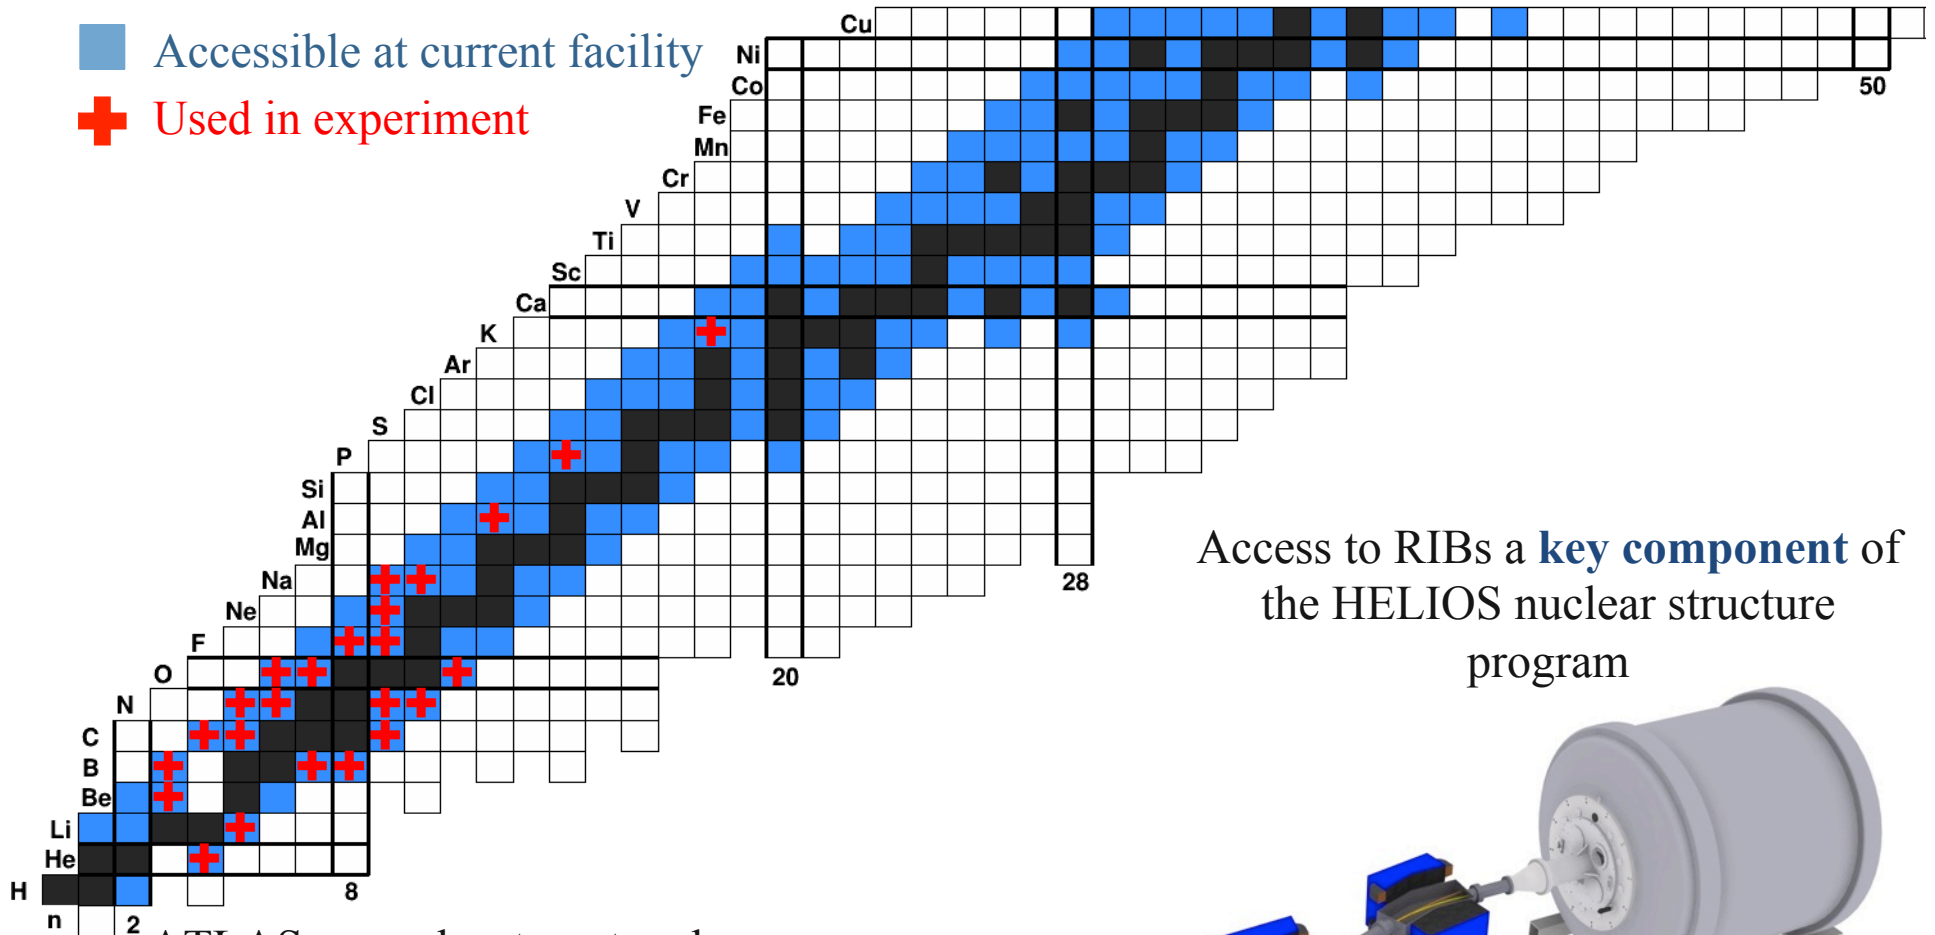 Accessible at current facility
Used in experiment
Cu
Ni
Co
50
Fe
Mn
Cr
V
Ti
Sc
Ca
K
Ar
Cl
S
P
Si
Al
Mg
Na
28
Ne
F
O
20
N
C
B
Be
Li
He
H
8
n
2
Access to RIBs a key component of
the HELIOS nuclear structure
program